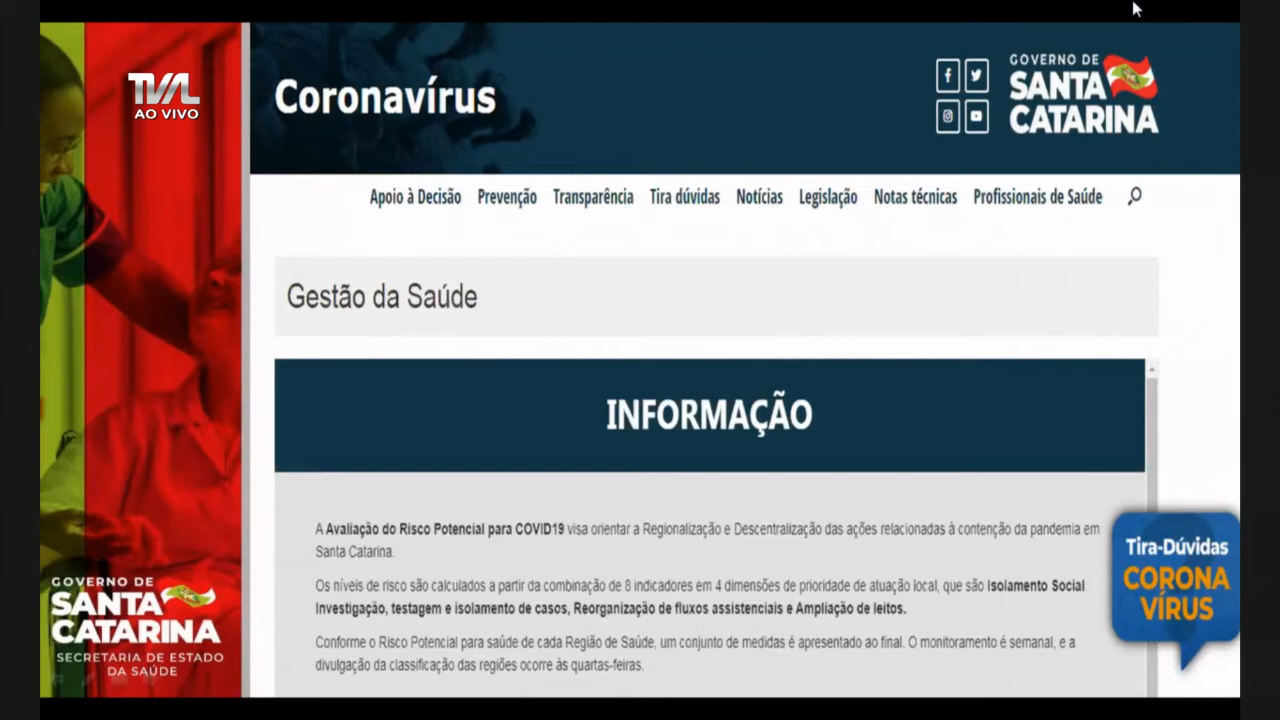 TVAL
AO VIVO
Coronavírus
GOVERNO DE
SANTA
CATARINA
Apoio à Decisão Prevenção Transparência Tira dúvidas Notícias Legislação Notas técnicas Profissionais de Saúde
Gestão da Saúde
INFORMAÇÃO
A Avaliação do Risco Potencial para COVID19 visa orientar a Regionalização e Descentralização das ações relacionadas à contenção da pandemia em
Santa Catarina.
Os níveis de risco são calculados a partir da combinação de 8 indicadores em 4 dimensões de prioridade de atuação local, que são Isolamento Social
Investigação, testagem e isolamento de casos, Reorganização de fluxos assistenciais e Ampliação de leitos.
Conforme o Risco Potencial para saúde de cada Região de Saúde, um conjunto de medidas é apresentado ao final. O monitoramento é semanal, e a
divulgação da classificação das regiões ocorre às quartas-feiras.
Tira-Dúvidas
CORONA
VÍRUS
GOVERNO DE
SANTA
CATARINA
SECRETARIA DE ESTADO
DA SAÚDE